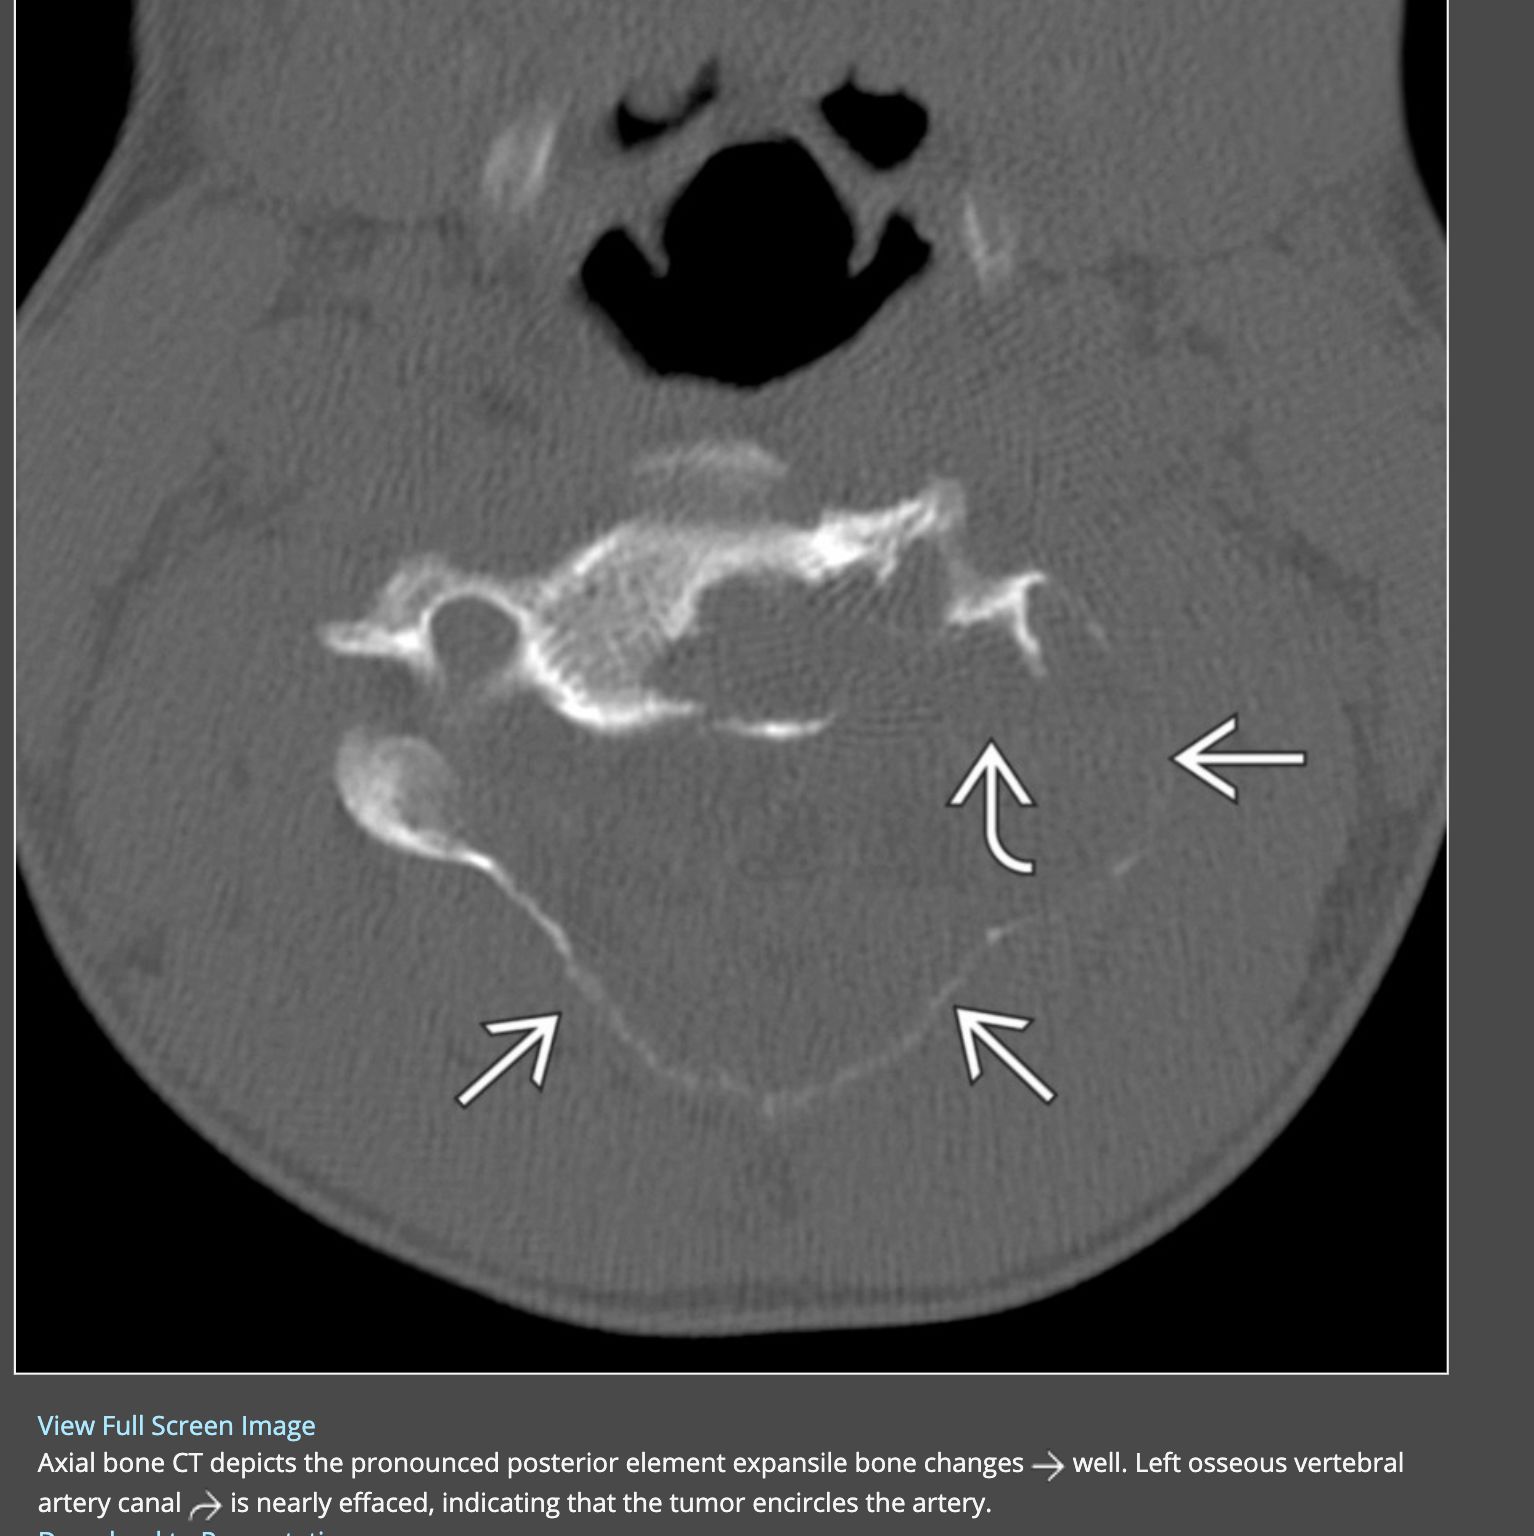 View Full Screen Image
Axial bone CT depicts the pronounced posterior element expansile bone changes → well. Left osseous vertebral
artery canal ↱ is nearly effaced, indicating that the tumor encircles the artery.